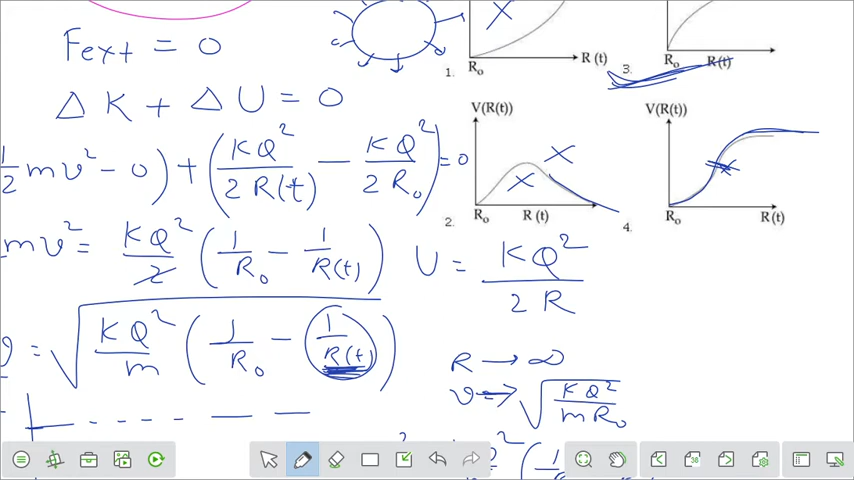 Fext = 0
ΔK + ΔU = 0
1/2 mv² – 0) + (KQ²/2R(t) – KQ²/2R₀) = 0
mv² = KQ²/2 (1/R₀ – 1/R(t))
= √(KQ²/m (1/R₀ – 1/R(t)))
R₀ R(t)
1.
R₀ R(t)
3.
V(R(t))
R₀ R(t)
2.
V(R(t))
R₀ R(t)
4.
U = KQ²/2R
R → ∞
v → √(KQ²/mR₀)
36